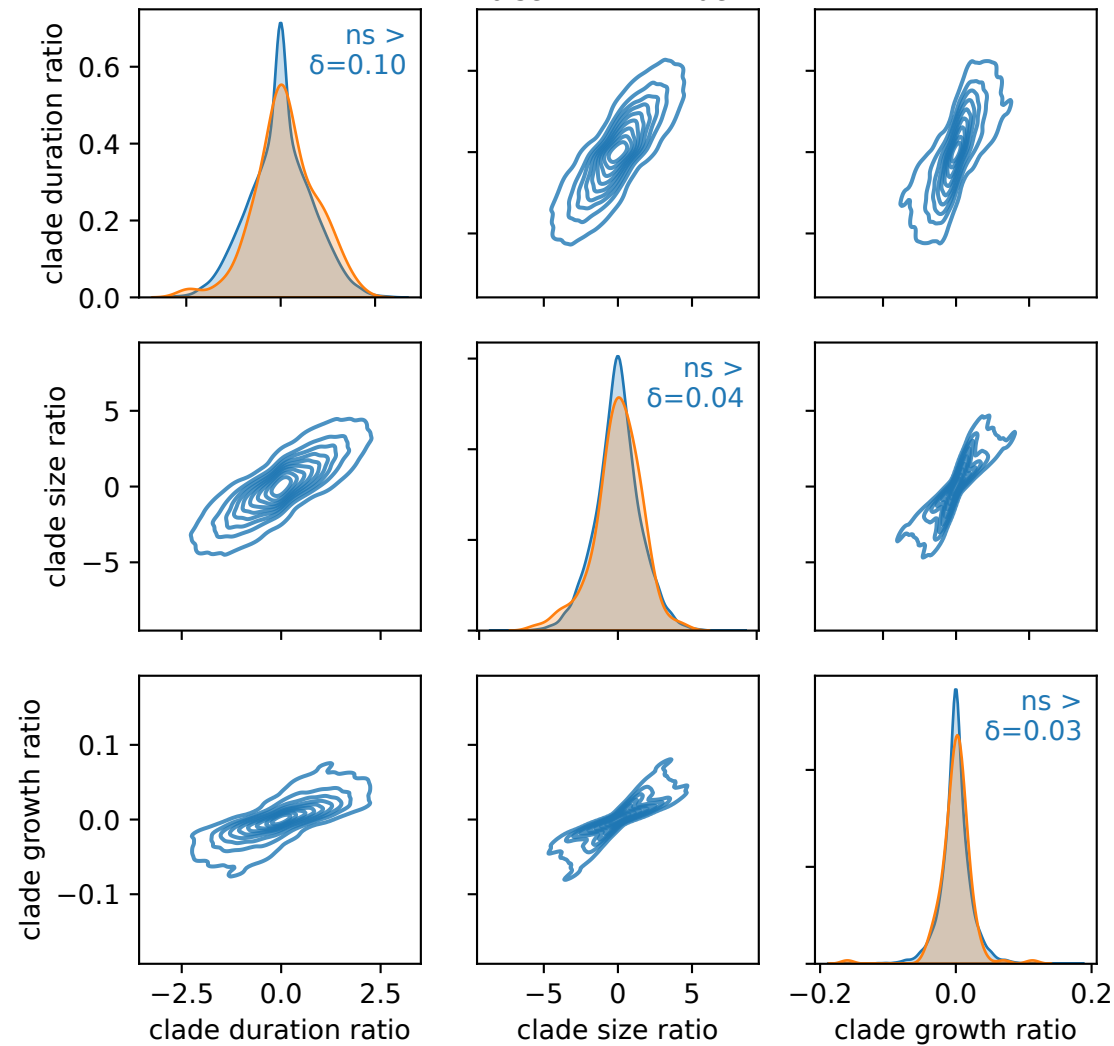 clade duration ratio
0.6
0.4
0.2
0.0
ns >
δ=0.10
clade size ratio
5
0
−5
ns >
δ=0.04
clade growth ratio
0.1
0.0
−0.1
ns >
δ=0.03
−2.5 0.0 2.5
−5 0 5
−0.2 0.0 0.2
clade duration ratio
clade size ratio
clade growth ratio